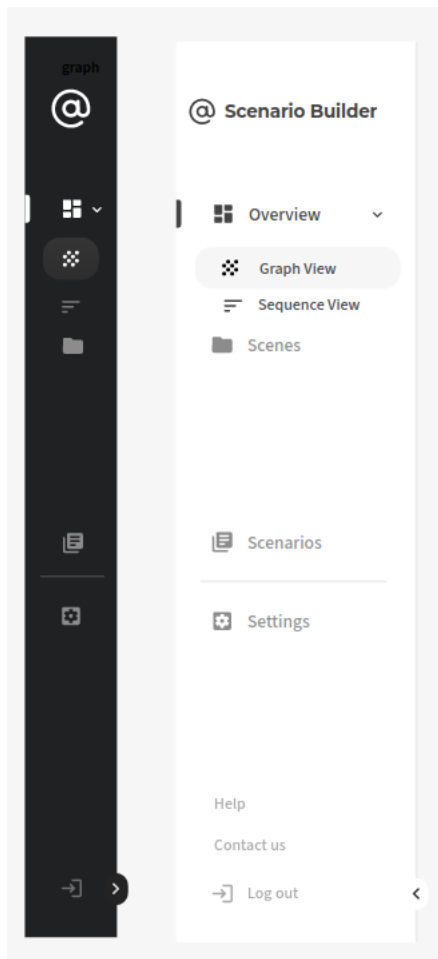 graph
@
@ Scenario Builder
Overview
Graph View
Sequence View
Scenes
Scenarios
Settings
Help
Contact us
Log out